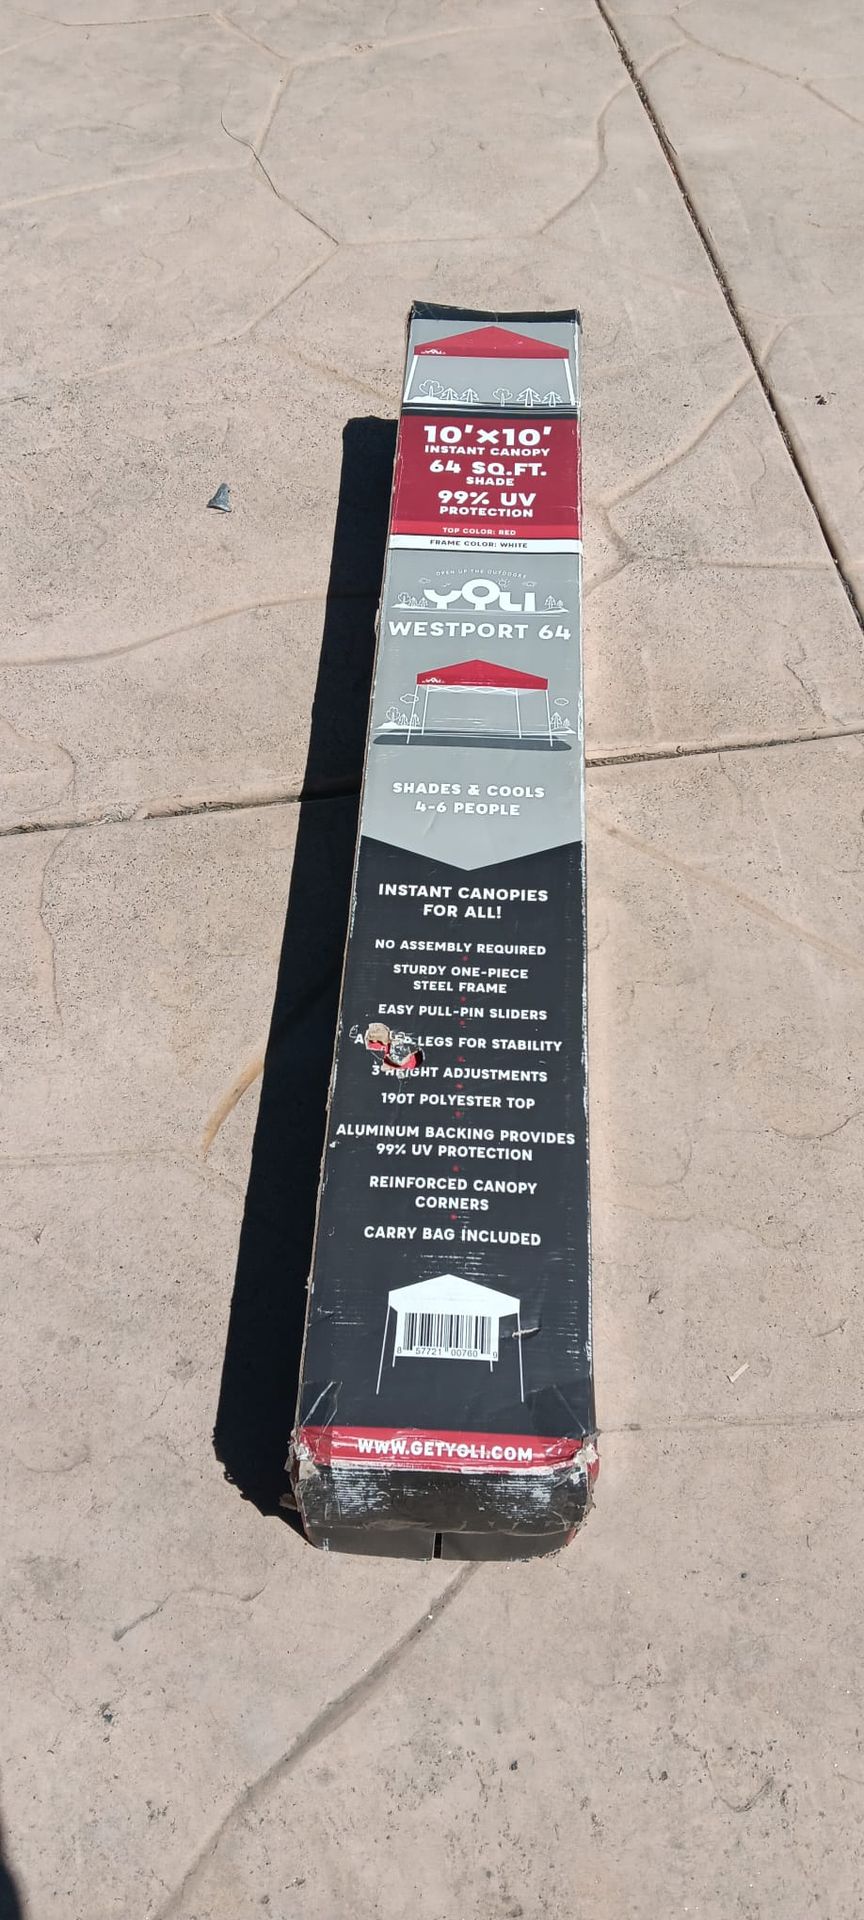 10'×10'
INSTANT CANOPY
64 SQ.FT.
SHADE
99% UV
PROTECTION
TOP COLOR: RED
FRAME COLOR: WHITE
OPEN UP THE OUTDOORS
YOLI
WESTPORT 64
SHADES & COOLS
4-6 PEOPLE
INSTANT CANOPIES
FOR ALL!
NO ASSEMBLY REQUIRED
STURDY ONE-PIECE
STEEL FRAME
EASY PULL-PIN SLIDERS
LEGS FOR STABILITY
3 HEIGHT ADJUSTMENTS
190T POLYESTER TOP
ALUMINUM BACKING PROVIDES
99% UV PROTECTION
REINFORCED CANOPY
CORNERS
CARRY BAG INCLUDED
8 57721 00760 9
WWW.GETYOLI.COM